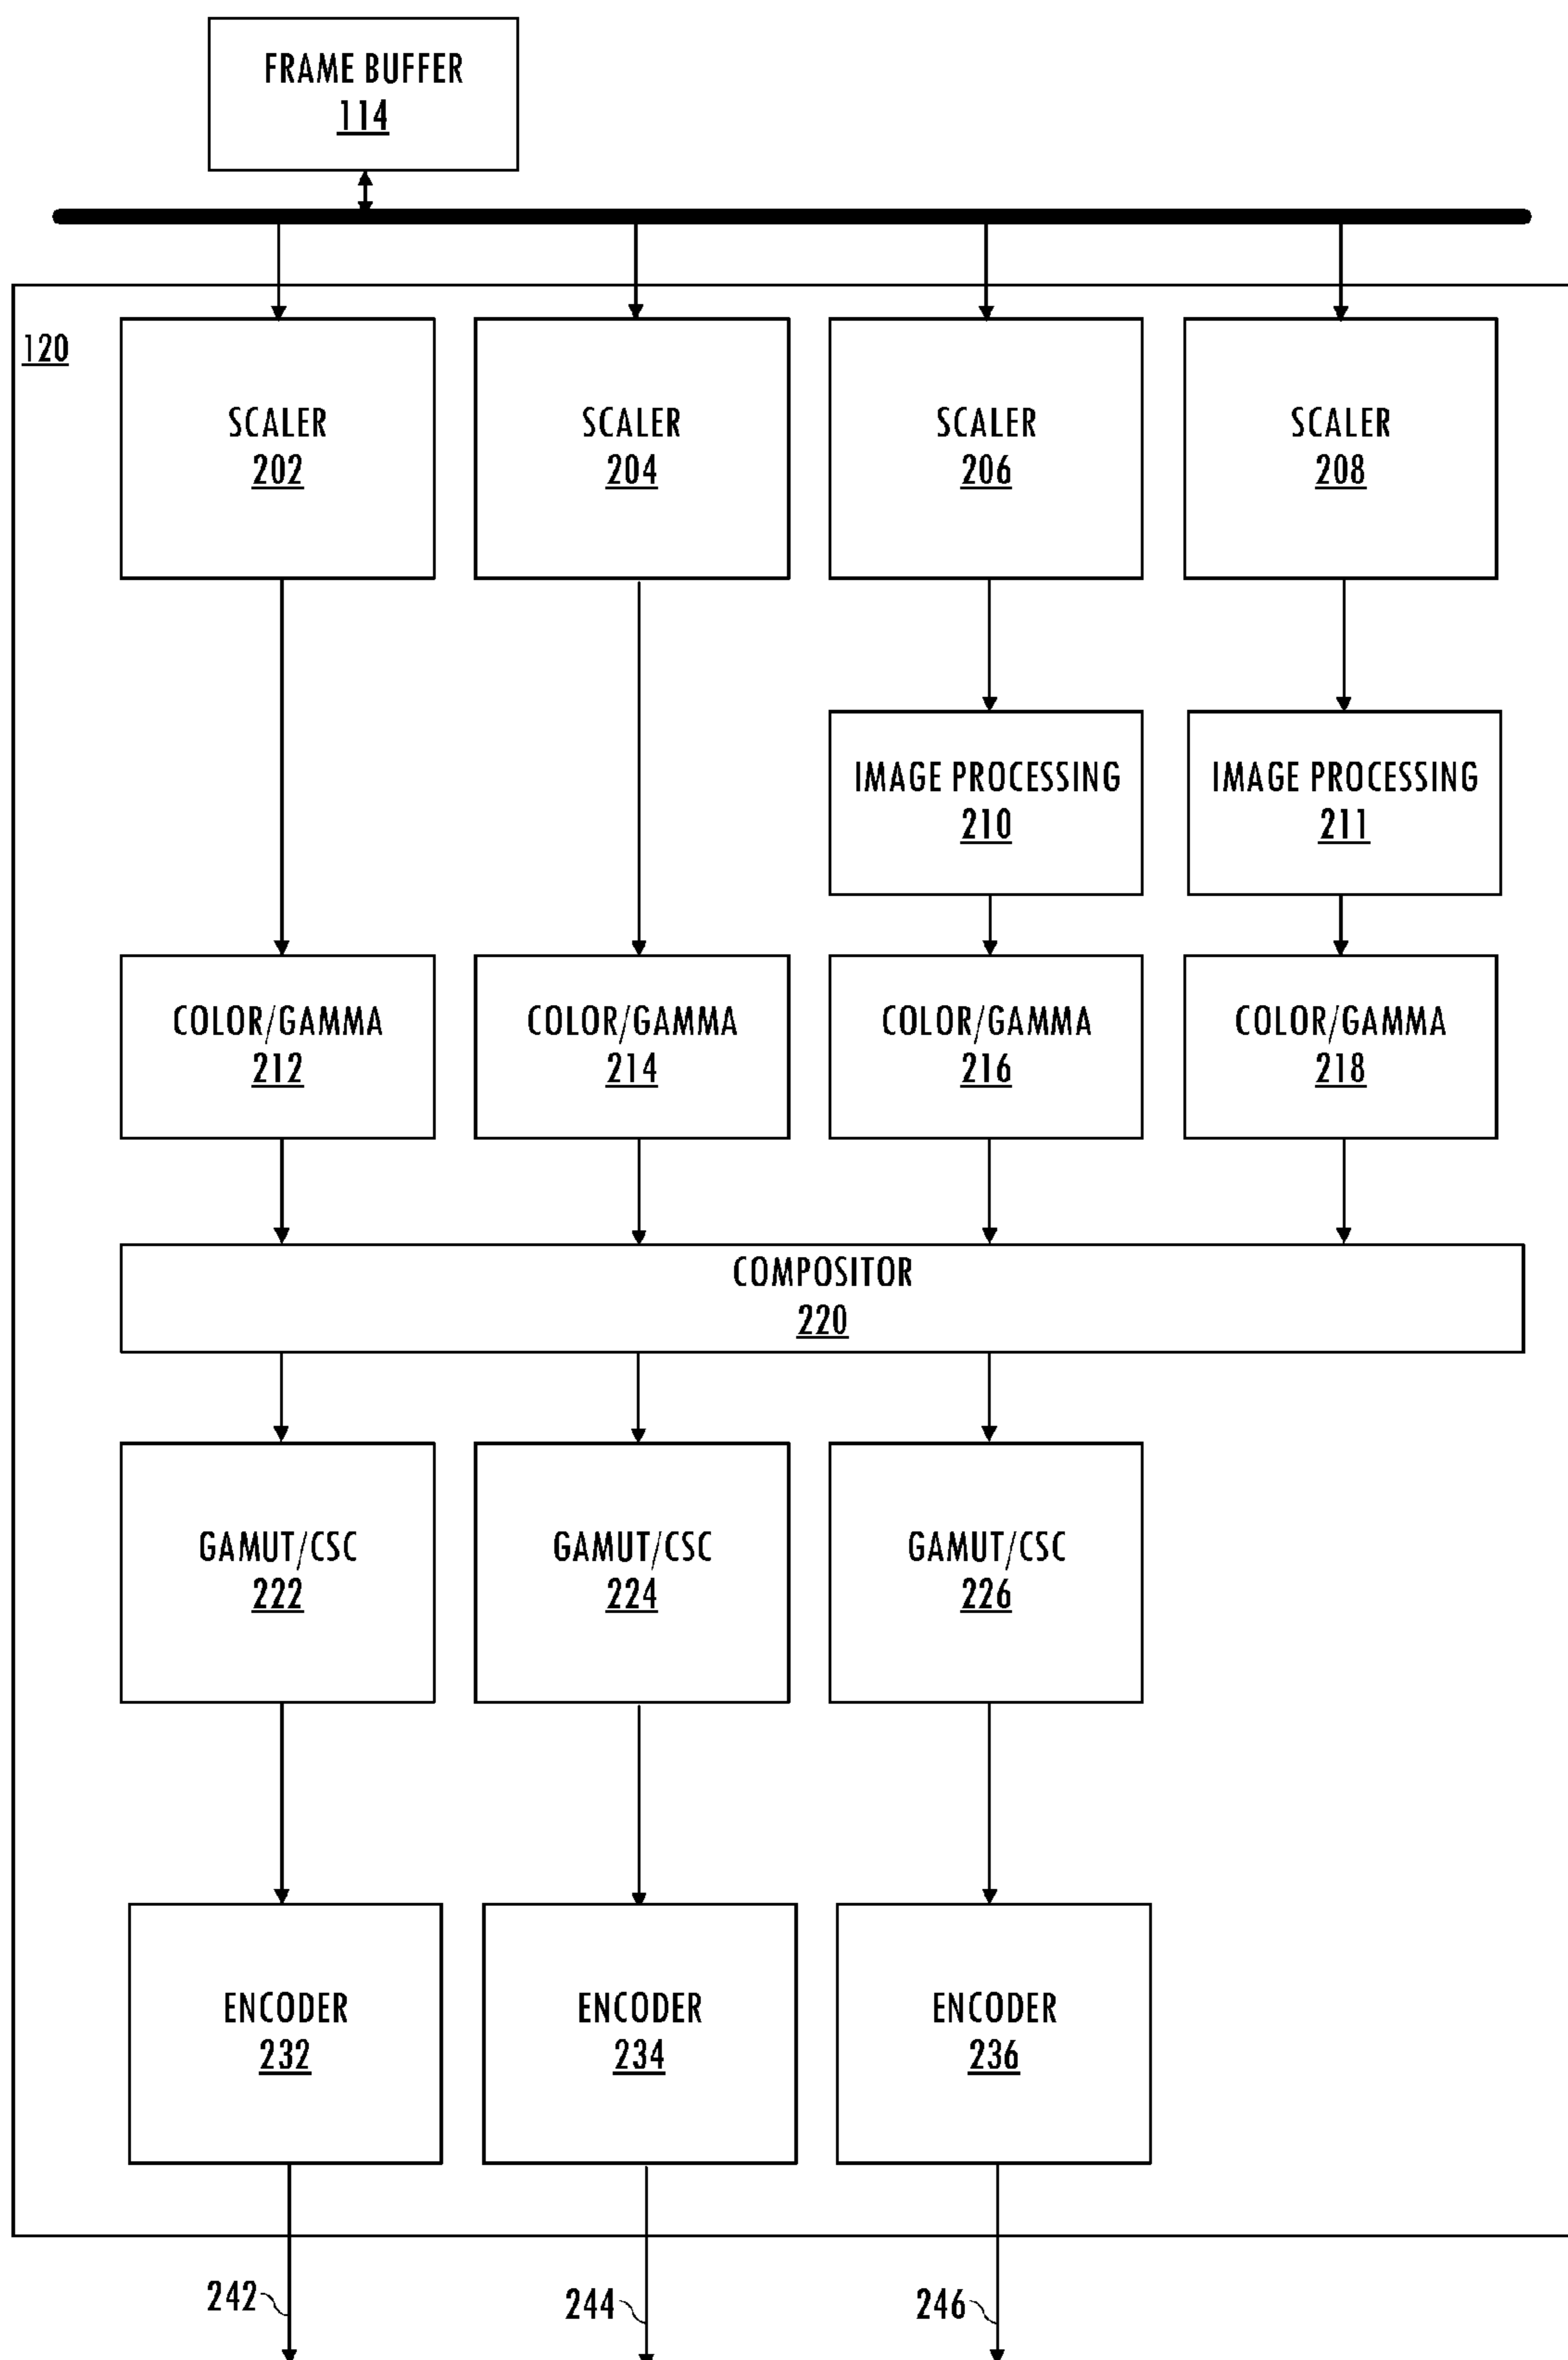 FRAME BUFFER
114
120
SCALER
202
SCALER
204
SCALER
206
SCALER
208
IMAGE PROCESSING
210
IMAGE PROCESSING
211
COLOR/GAMMA
212
COLOR/GAMMA
214
COLOR/GAMMA
216
COLOR/GAMMA
218
COMPOSITOR
220
GAMUT/CSC
222
GAMUT/CSC
224
GAMUT/CSC
226
ENCODER
232
ENCODER
234
ENCODER
236
242
244
246